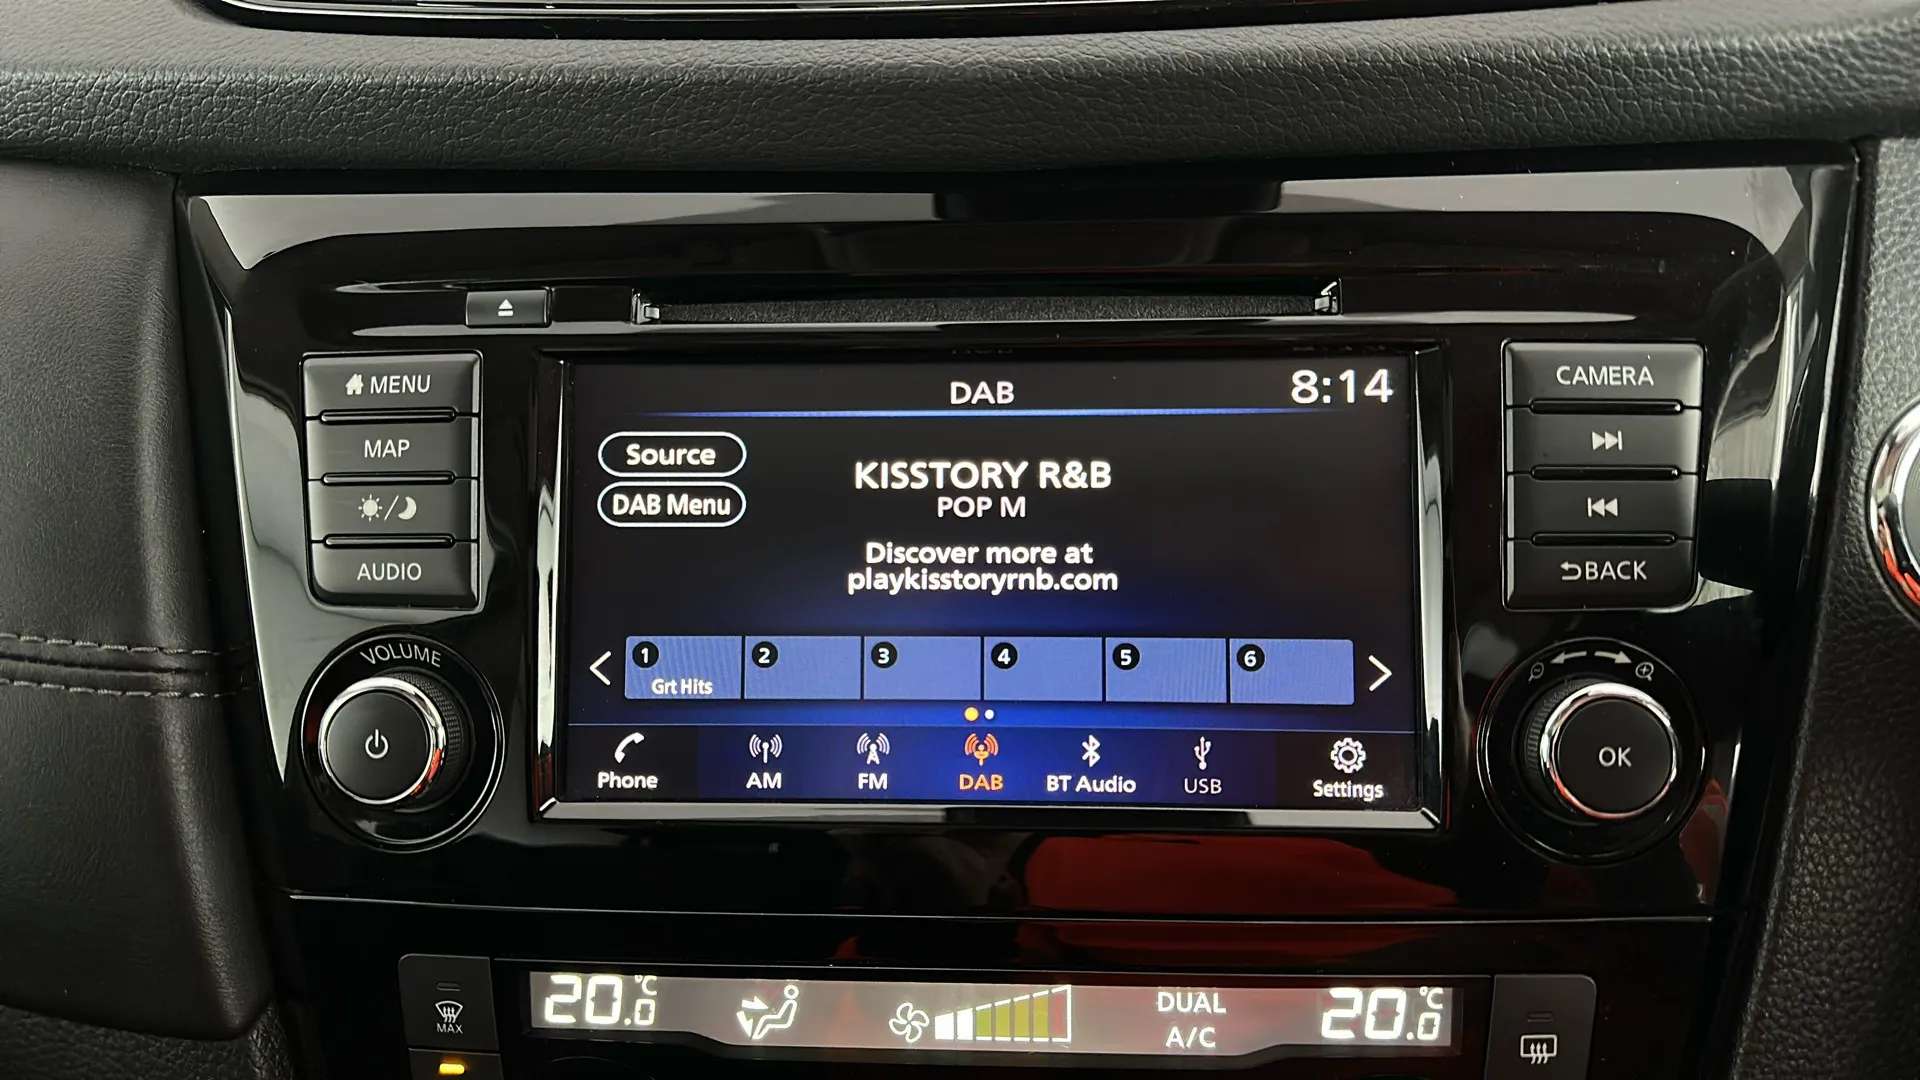 MENU
MAP
AUDIO
VOLUME
DAB
8:14
Source
DAB Menu
KISSTORY R&B
POP M
Discover more at
playkisstoryrnb.com
1 2 3 4 5 6
Grt Hits
Phone AM FM DAB BT Audio USB Settings
CAMERA
BACK
OK
20.0 °C
DUAL
A/C
20.0 °C
MAX